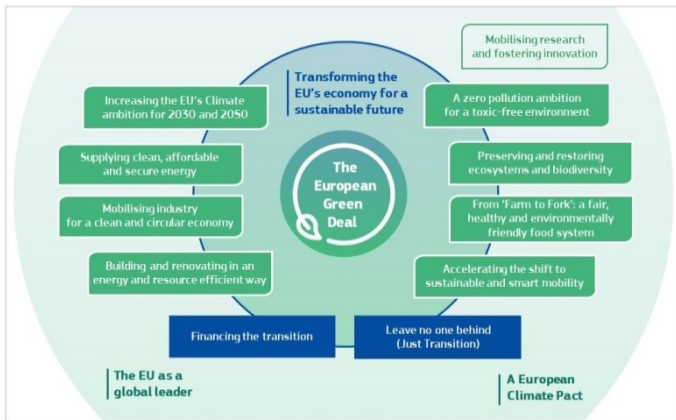 Mobilising research
and fostering innovation
Transforming the
EU's economy for a
sustainable future
Increasing the EU's Climate
ambition for 2030 and 2050
A zero pollution ambition
for a toxic-free environment
Supplying clean, affordable
and secure energy
The
European
Green
Deal
Preserving and restoring
ecosystems and biodiversity
Mobilising industry
for a clean and circular economy
From 'Farm to Fork': a fair,
healthy and environmentally
friendly food system
Building and renovating in an
energy and resource efficient way
Accelerating the shift to
sustainable and smart mobility
Financing the transition
Leave no one behind
(Just Transition)
The EU as a
global leader
A European
Climate Pact